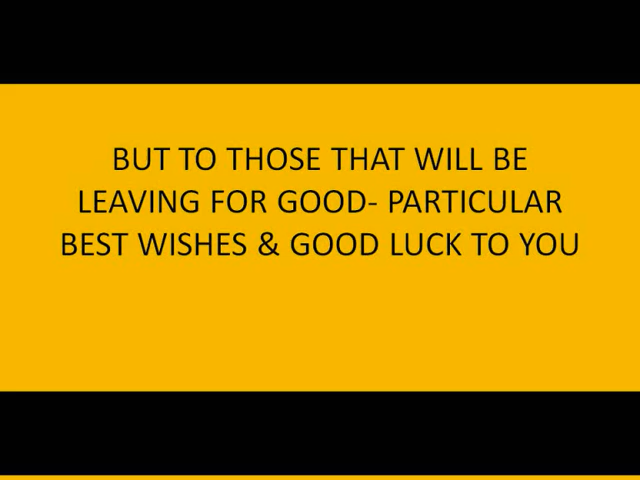 BUT TO THOSE THAT WILL BE
LEAVING FOR GOOD- PARTICULAR
BEST WISHES & GOOD LUCK TO YOU